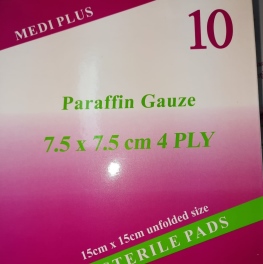 MEDI PLUS
10
Paraffin Gauze
7.5 x 7.5 cm 4 PLY
15cm x 15cm unfolded size
STERILE PADS